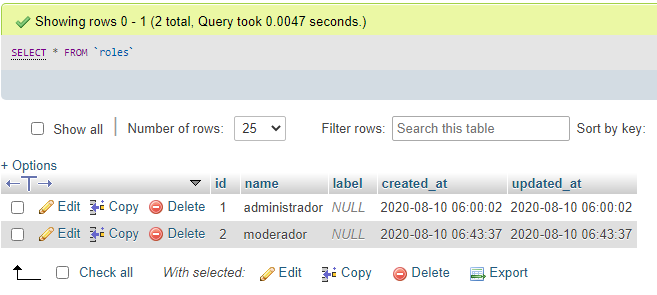 Showing rows 0 - 1 (2 total, Query took 0.0047 seconds.)
SELECT * FROM `roles`
Show all | Number of rows: 25 Filter rows: Search this table Sort by key:
+ Options
id name label created_at updated_at
Edit Copy Delete 1 administrador NULL 2020-08-10 06:00:02 2020-08-10 06:00:02
Edit Copy Delete 2 moderador NULL 2020-08-10 06:43:37 2020-08-10 06:43:37
Check all With selected: Edit Copy Delete Export